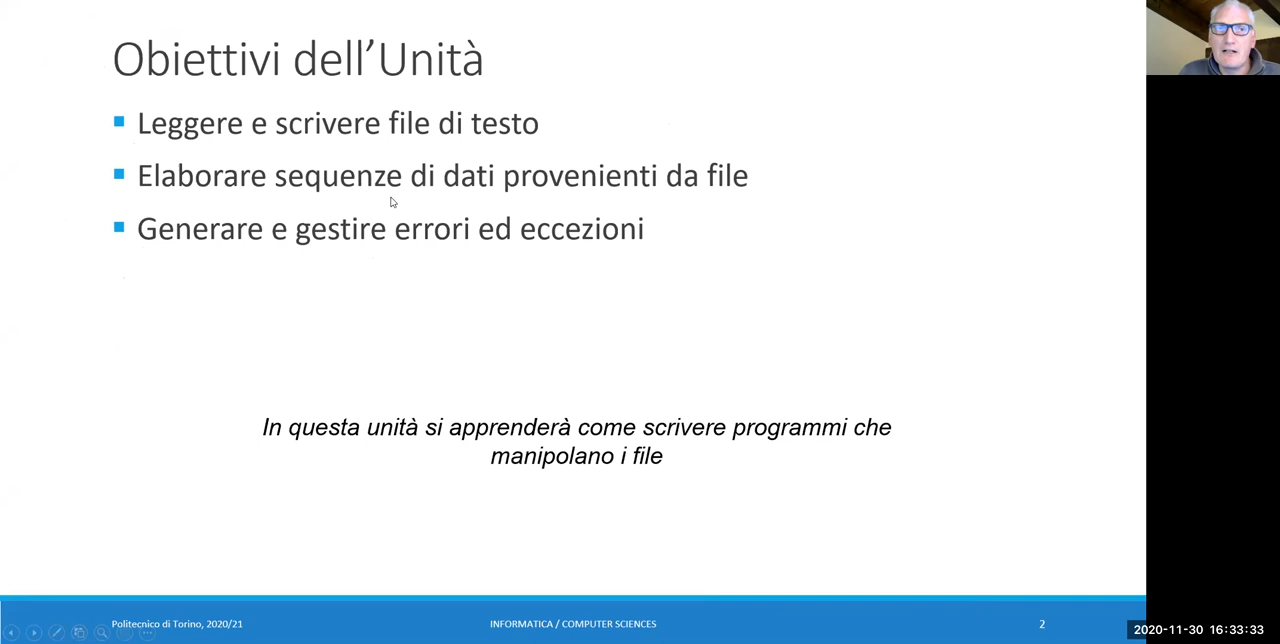 Obiettivi dell’Unità
Leggere e scrivere file di testo
Elaborare sequenze di dati provenienti da file
Generare e gestire errori ed eccezioni
In questa unità si apprenderà come scrivere programmi che
manipolano i file
Politecnico di Torino, 2020/21
INFORMATICA / COMPUTER SCIENCES
2
2020-11-30 16:33:33